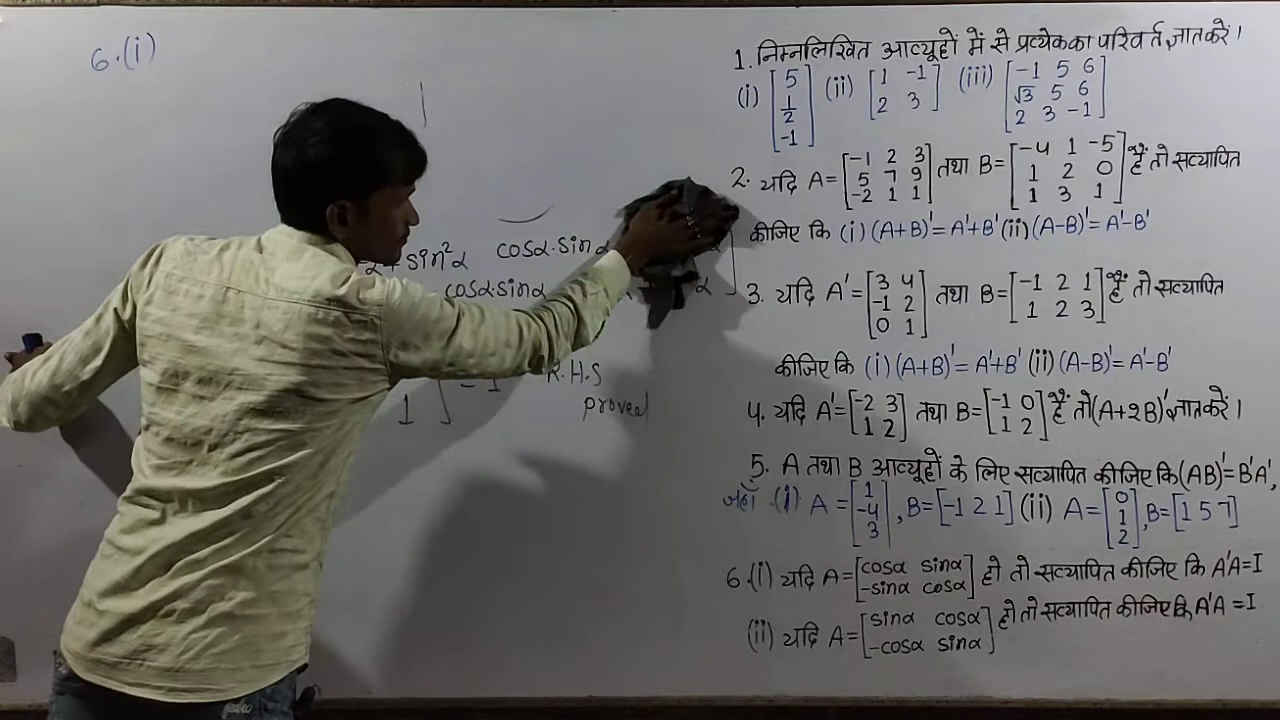 6.(i)
α + sin²α cosα.sinα
cosα.sinα α
1 ] = I R.H.S
proved
1. निम्नलिखित आव्यूहों में से प्रत्येक का परिवर्त ज्ञात करें।
(i) [5 1/2 -1] (ii) [1 -1 2 3] (iii) [-1 5 6 √3 5 6 2 3 -1]
2. यदि A= [-1 2 3 5 7 9 -2 1 1] तथा B= [-4 1 -5 1 2 0 1 3 1] हैं तो सत्यापित
कीजिए कि (i) (A+B)'= A'+B' (ii) (A-B)'= A'-B'
3. यदि A'= [3 4 -1 2 0 1] तथा B= [-1 2 1 1 2 3] हैं तो सत्यापित
कीजिए कि (i) (A+B)'= A'+B' (ii) (A-B)'= A'-B'
4. यदि A'= [-2 3 1 2] तथा B= [-1 0 1 2] हैं तो (A+2B)' ज्ञात करें।
5. A तथा B आव्यूहों के लिए सत्यापित कीजिए कि (AB)'= B'A',
जहाँ (i) A = [1 -4 3], B= [-1 2 1] (ii) A= [0 1 2], B= [1 5 7]
6.(i) यदि A= [cosα sinα -sinα cosα] हो तो सत्यापित कीजिए कि A'A=I
(ii) यदि A= [sinα cosα -cosα sinα] हो तो सत्यापित कीजिए कि A'A =I